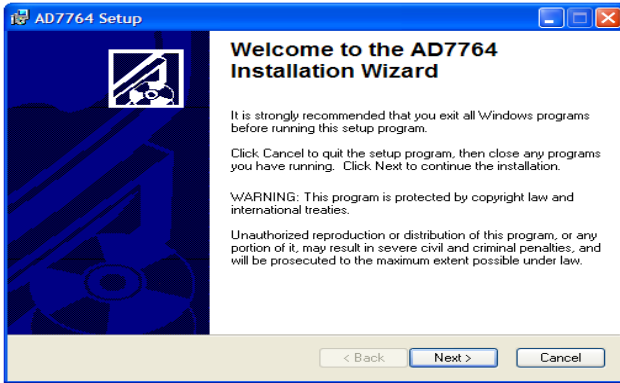 AD7764 Setup
Welcome to the AD7764
Installation Wizard
It is strongly recommended that you exit all Windows programs
before running this setup program.
Click Cancel to quit the setup program, then close any programs
you have running. Click Next to continue the installation.
WARNING: This program is protected by copyright law and
international treaties.
Unauthorized reproduction or distribution of this program, or any
portion of it, may result in severe civil and criminal penalties, and
will be prosecuted to the maximum extent possible under law.
< Back Next > Cancel